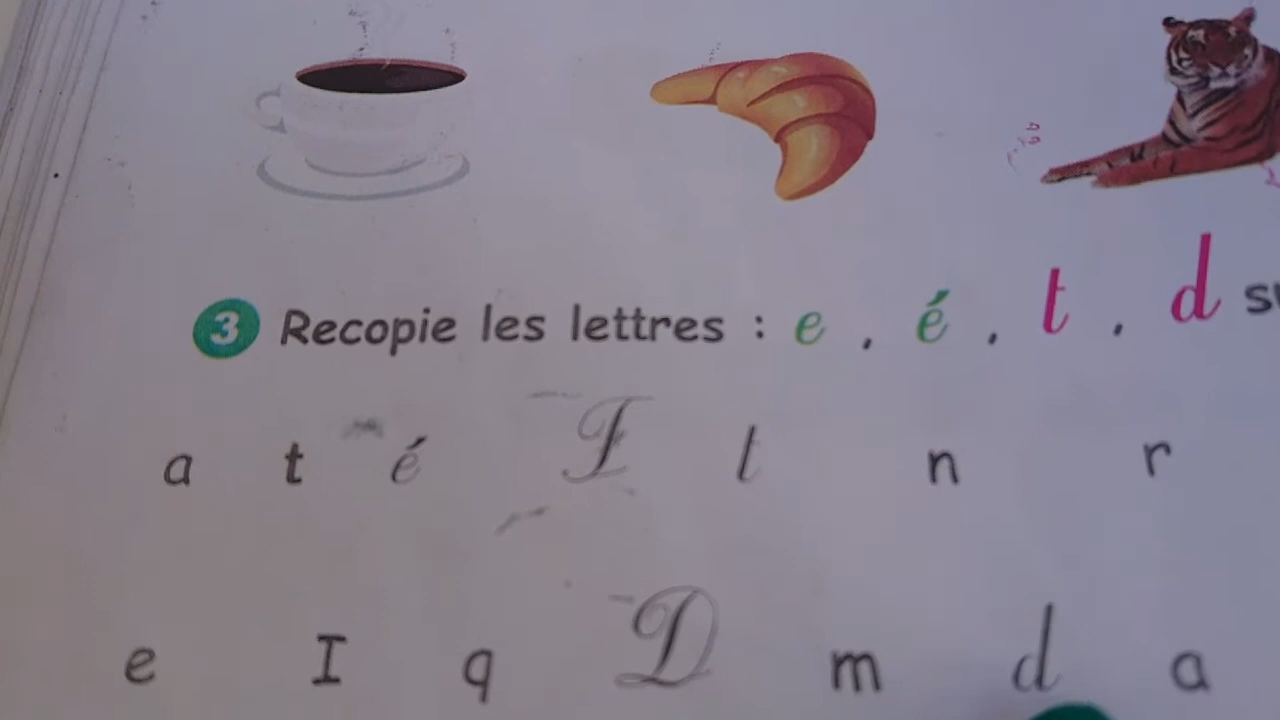 3 Recopie les lettres : e , é , t , d
a t é F t n r
e I q D m d a